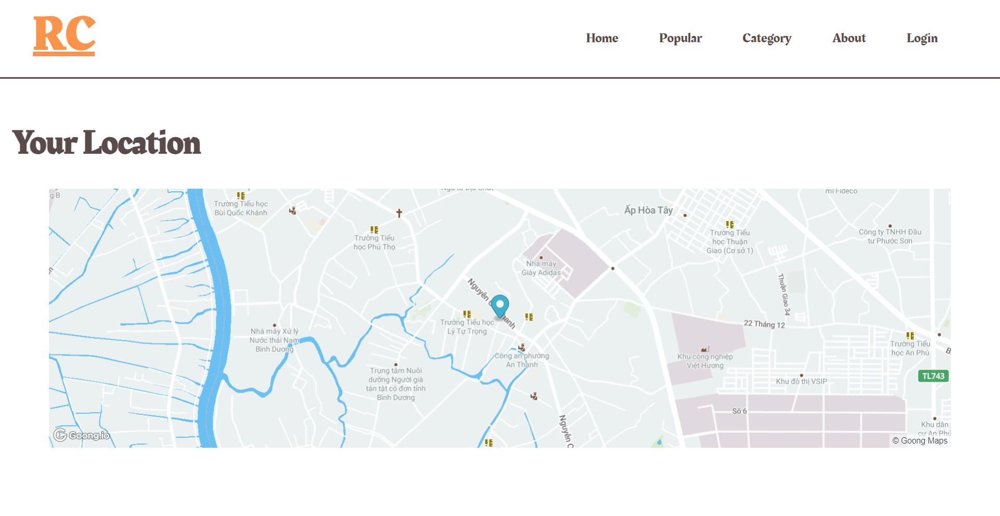 RC
Home Popular Category About Login
Your Location
g B
Trường Tiểu học
Bùi Quốc Khánh
Trường Tiểu
học Phú Thọ
Ấp Hòa Tây
mì Fideco
Trường Tiểu
học Thuận
Giao (Cơ sở 1)
Công ty TNHH Đầu
tư Phước Sơn
Nhà máy
Giày Adidas
Thuận Giao 34
Trường Tiểu học
Lý Tự Trọng
22 Tháng 12
Nhà máy Xử lý
Nước thải Nam
Bình Dương
Công an phường
An Thạnh
Trường Tiểu
học An Phú
Khu công nghiệp
Việt Hương
Trung tâm Nuôi
dưỡng Người già
tàn tật cô đơn tỉnh
Bình Dương
Khu đô thị VSIP
TL743
Số 6
Nguyễn C
Khu dân
cư An Phú
Goong.io
© Goong Maps